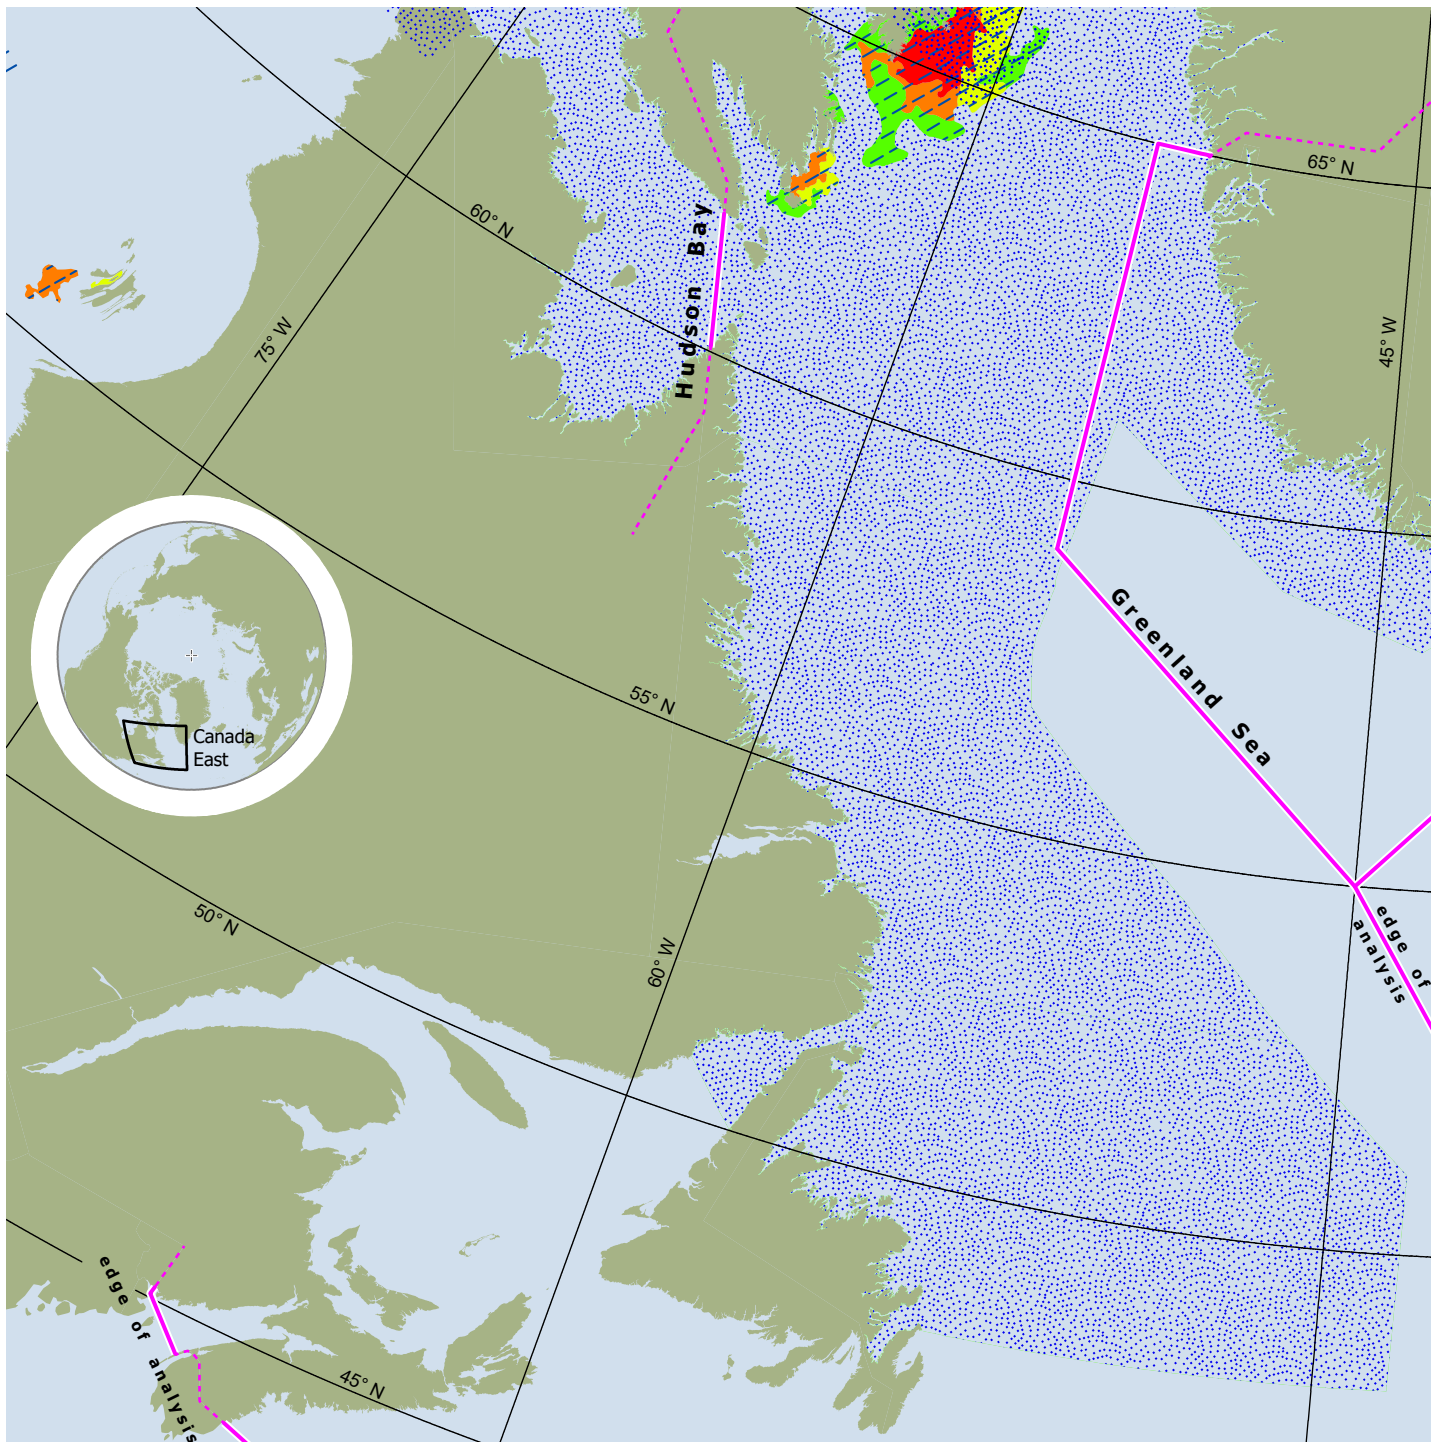 65° N
60° N
Hudson Bay
75° W
45° W
Greenland Sea
55° N
Canada
East
50° N
60° W
edge of
analysis
edge of analysis
45° N